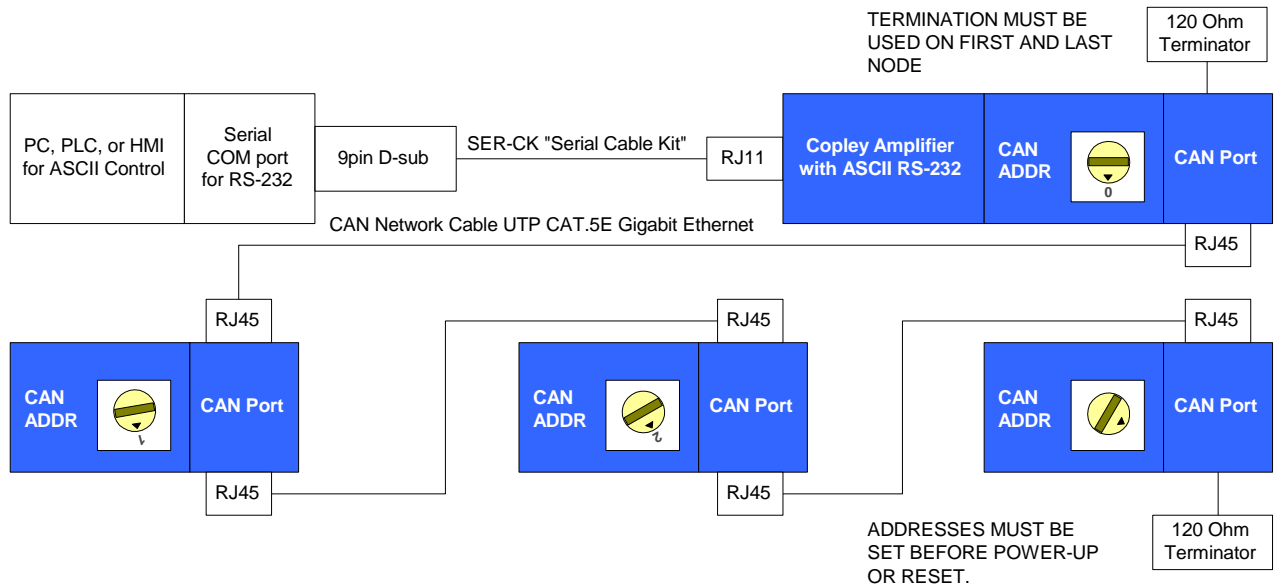 TERMINATION MUST BE
USED ON FIRST AND LAST
NODE
120 Ohm
Terminator
PC, PLC, or HMI
for ASCII Control
Serial
COM port
for RS-232
9pin D-sub
SER-CK "Serial Cable Kit"
RJ11
Copley Amplifier
with ASCII RS-232
CAN
ADDR
0
CAN Port
RJ45
CAN Network Cable UTP CAT.5E Gigabit Ethernet
RJ45
CAN
ADDR
1
CAN Port
RJ45
RJ45
CAN
ADDR
2
CAN Port
RJ45
RJ45
CAN
ADDR
CAN Port
ADDRESSES MUST BE
SET BEFORE POWER-UP
OR RESET.
120 Ohm
Terminator